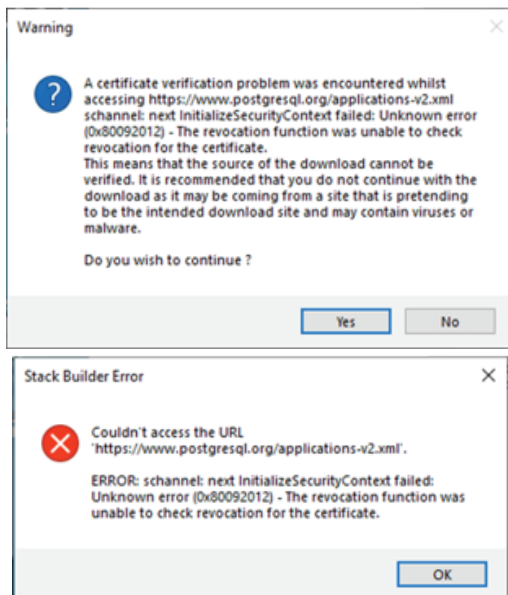 Warning
A certificate verification problem was encountered whilst
accessing https://www.postgresql.org/applications-v2.xml
schannel: next InitializeSecurityContext failed: Unknown error
(0x80092012) - The revocation function was unable to check
revocation for the certificate.
This means that the source of the download cannot be
verified. It is recommended that you do not continue with the
download as it may be coming from a site that is pretending
to be the intended download site and may contain viruses or
malware.
Do you wish to continue ?
Yes No
Stack Builder Error
Couldn't access the URL
'https://www.postgresql.org/applications-v2.xml'.
ERROR: schannel: next InitializeSecurityContext failed:
Unknown error (0x80092012) - The revocation function was
unable to check revocation for the certificate.
OK